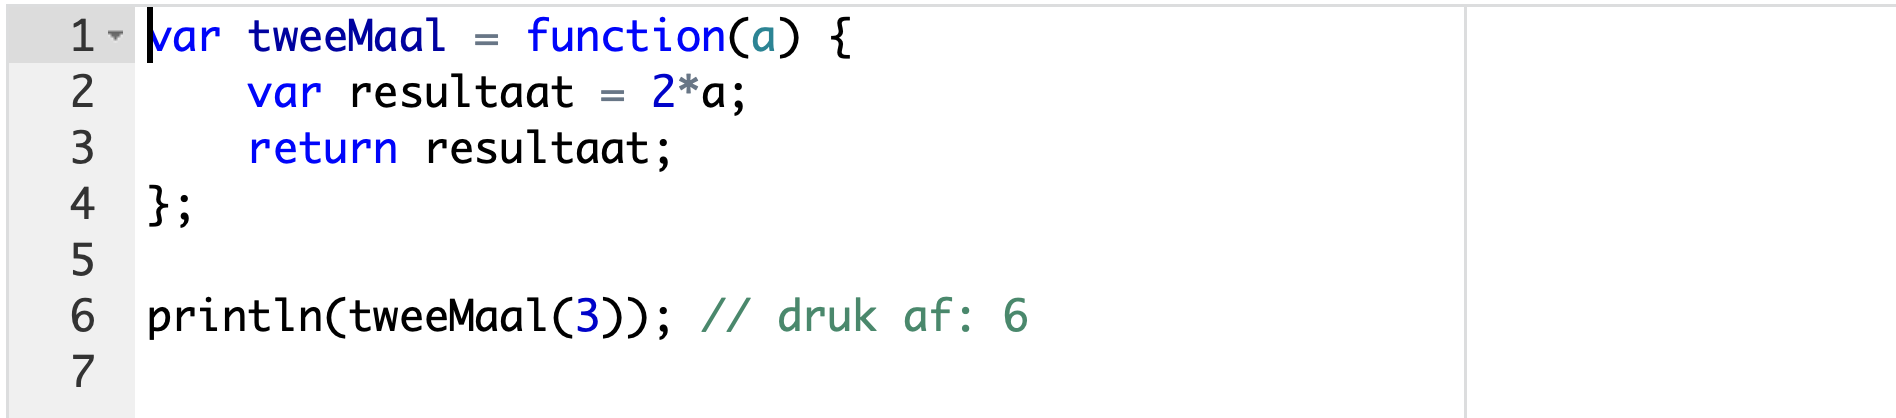 1 var tweeMaal = function(a) {
2     var resultaat = 2*a;
3     return resultaat;
4 };
5
6 println(tweeMaal(3)); // druk af: 6
7